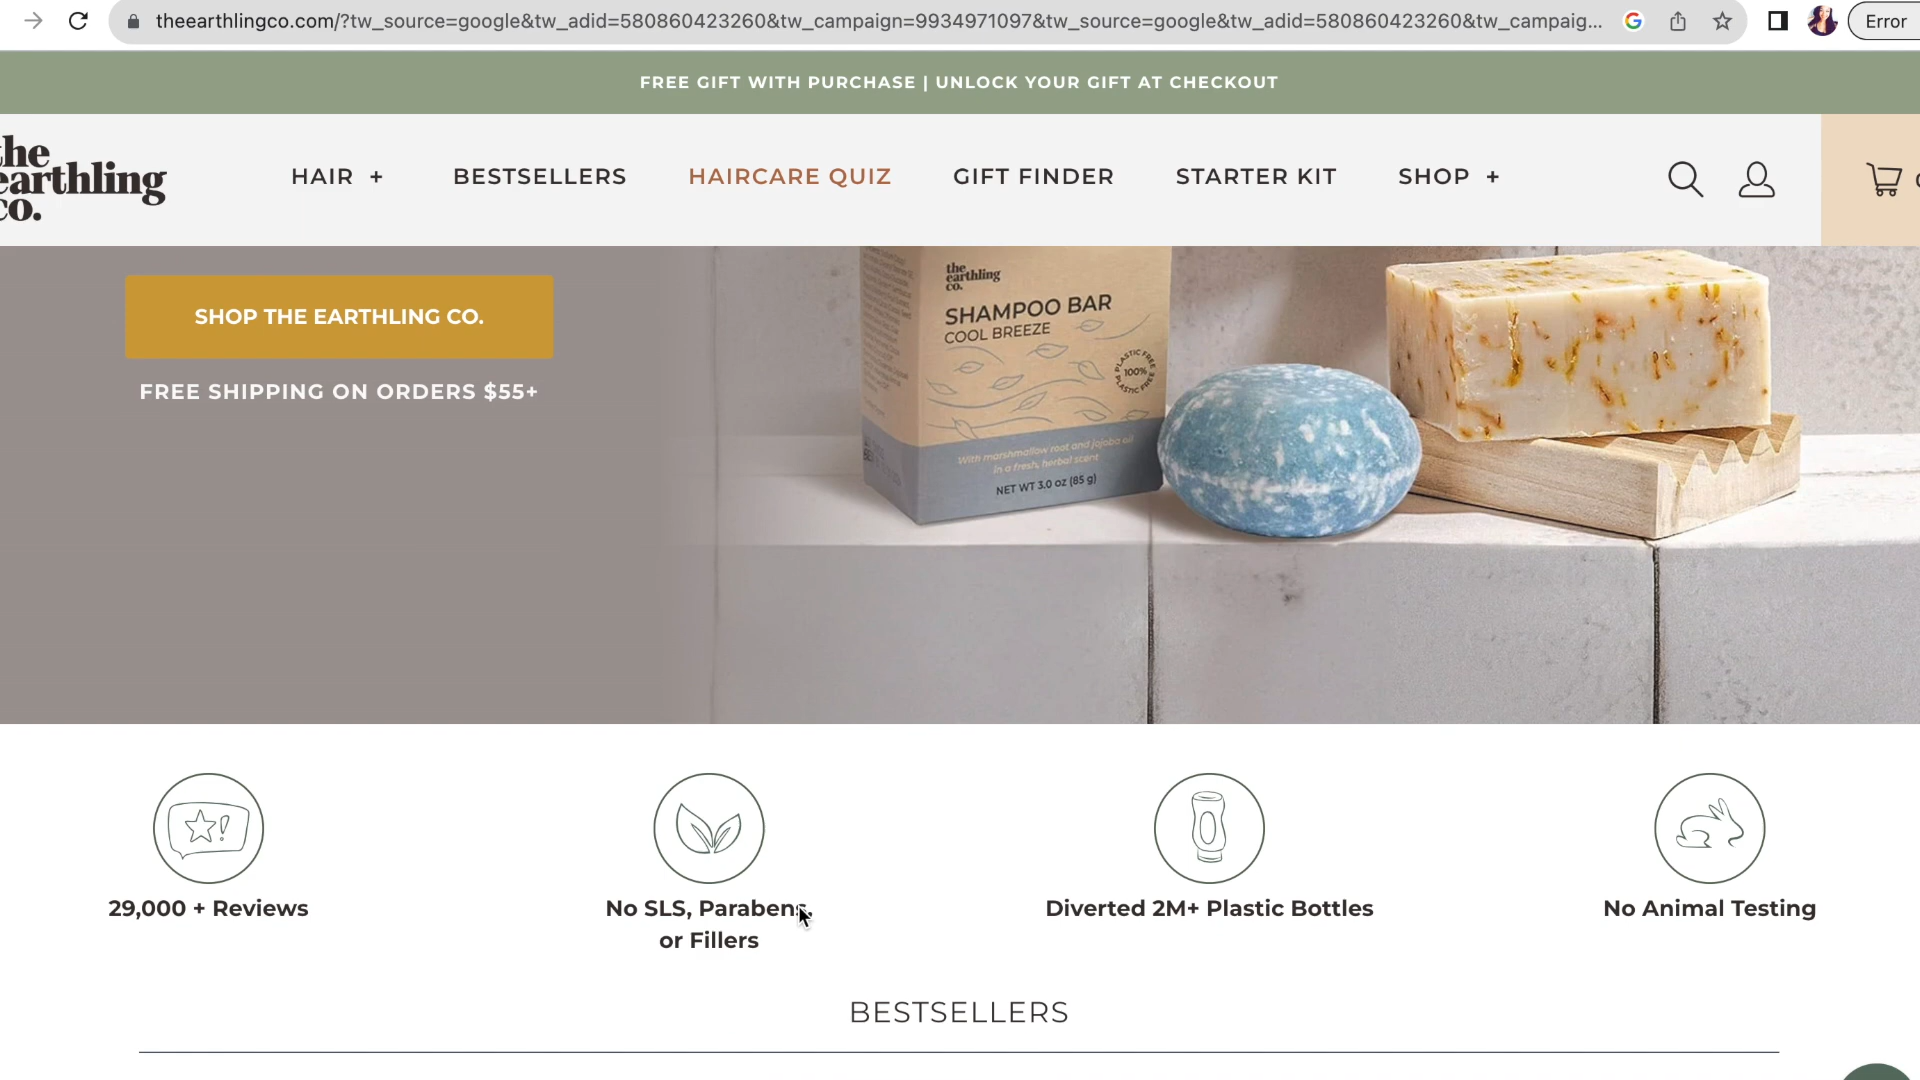 theearthlingco.com/?tw_source=google&tw_adid=580860423260&tw_campaign=9934971097&tw_source=google&tw_adid=580860423260&tw_campaig...
Error
FREE GIFT WITH PURCHASE | UNLOCK YOUR GIFT AT CHECKOUT
the
earthling
co.
HAIR +
BESTSELLERS
HAIRCARE QUIZ
GIFT FINDER
STARTER KIT
SHOP +
SHOP THE EARTHLING CO.
FREE SHIPPING ON ORDERS $55+
the
earthling
co.
SHAMPOO BAR
COOL BREEZE
PLASTIC FREE
100%
PLASTIC FREE
With marshmallow root and jojoba oil
in a fresh, herbal scent
NET WT 3.0 oz (85 g)
29,000 + Reviews
No SLS, Parabens,
or Fillers
Diverted 2M+ Plastic Bottles
No Animal Testing
BESTSELLERS